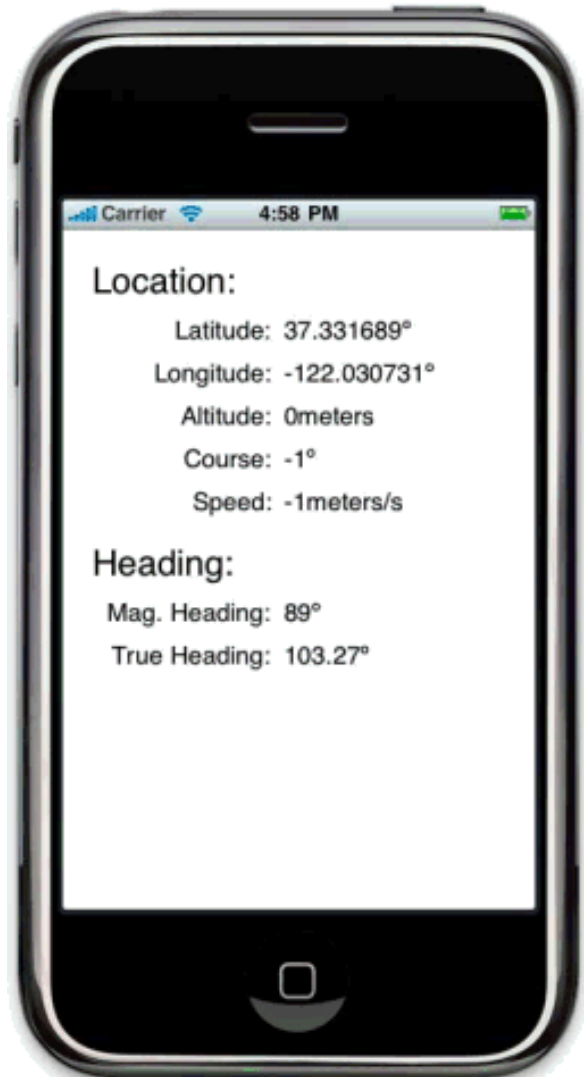 Carrier 4:58 PM
Location:
Latitude: 37.331689°
Longitude: -122.030731°
Altitude: 0meters
Course: -1°
Speed: -1meters/s
Heading:
Mag. Heading: 89°
True Heading: 103.27°